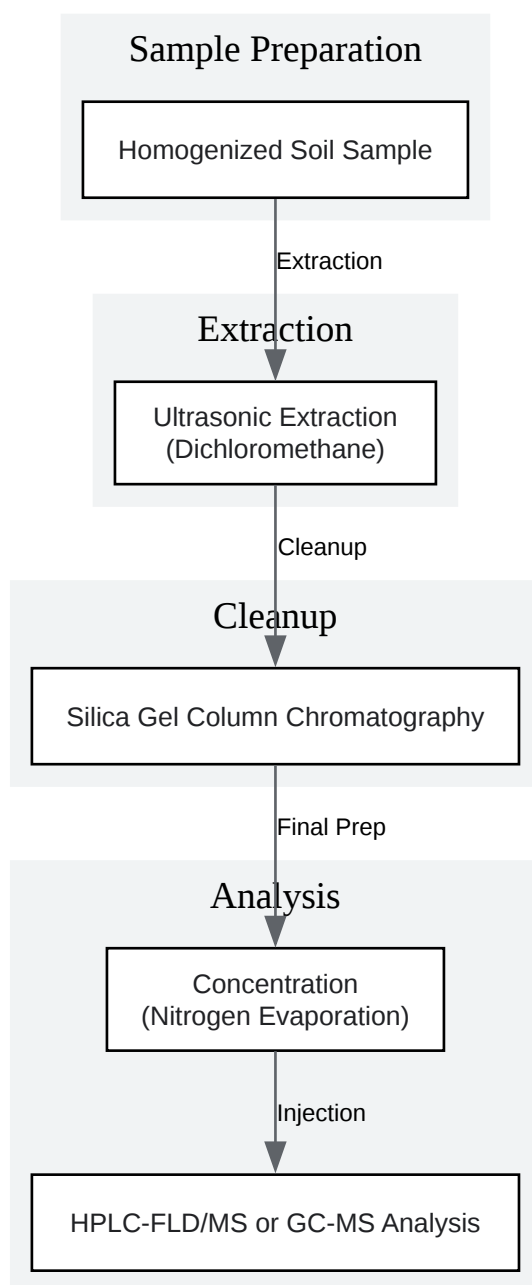 Sample Preparation
Homogenized Soil Sample
Extraction
Extraction
Ultrasonic Extraction
(Dichloromethane)
Cleanup
Cleanup
Silica Gel Column Chromatography
Final Prep
Analysis
Concentration
(Nitrogen Evaporation)
Injection
HPLC-FLD/MS or GC-MS Analysis